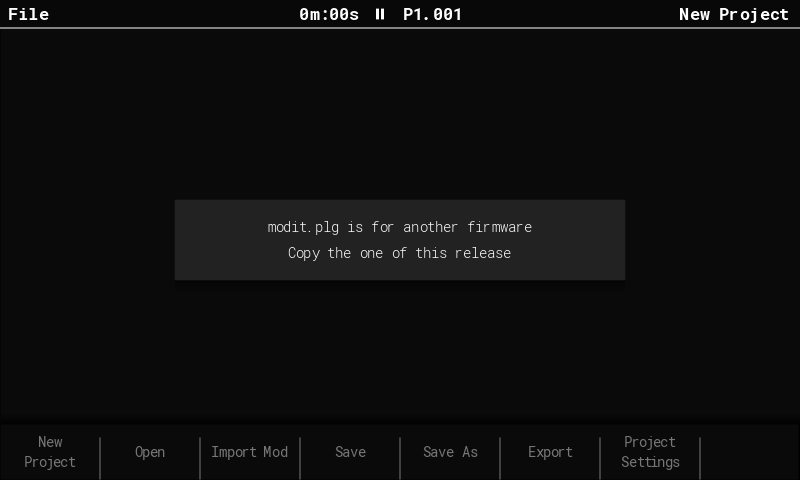 File 0m:00s P1.001 New Project
modit.plg is for another firmware
Copy the one of this release
New Project
Open
Import Mod
Save
Save As
Export
Project Settings